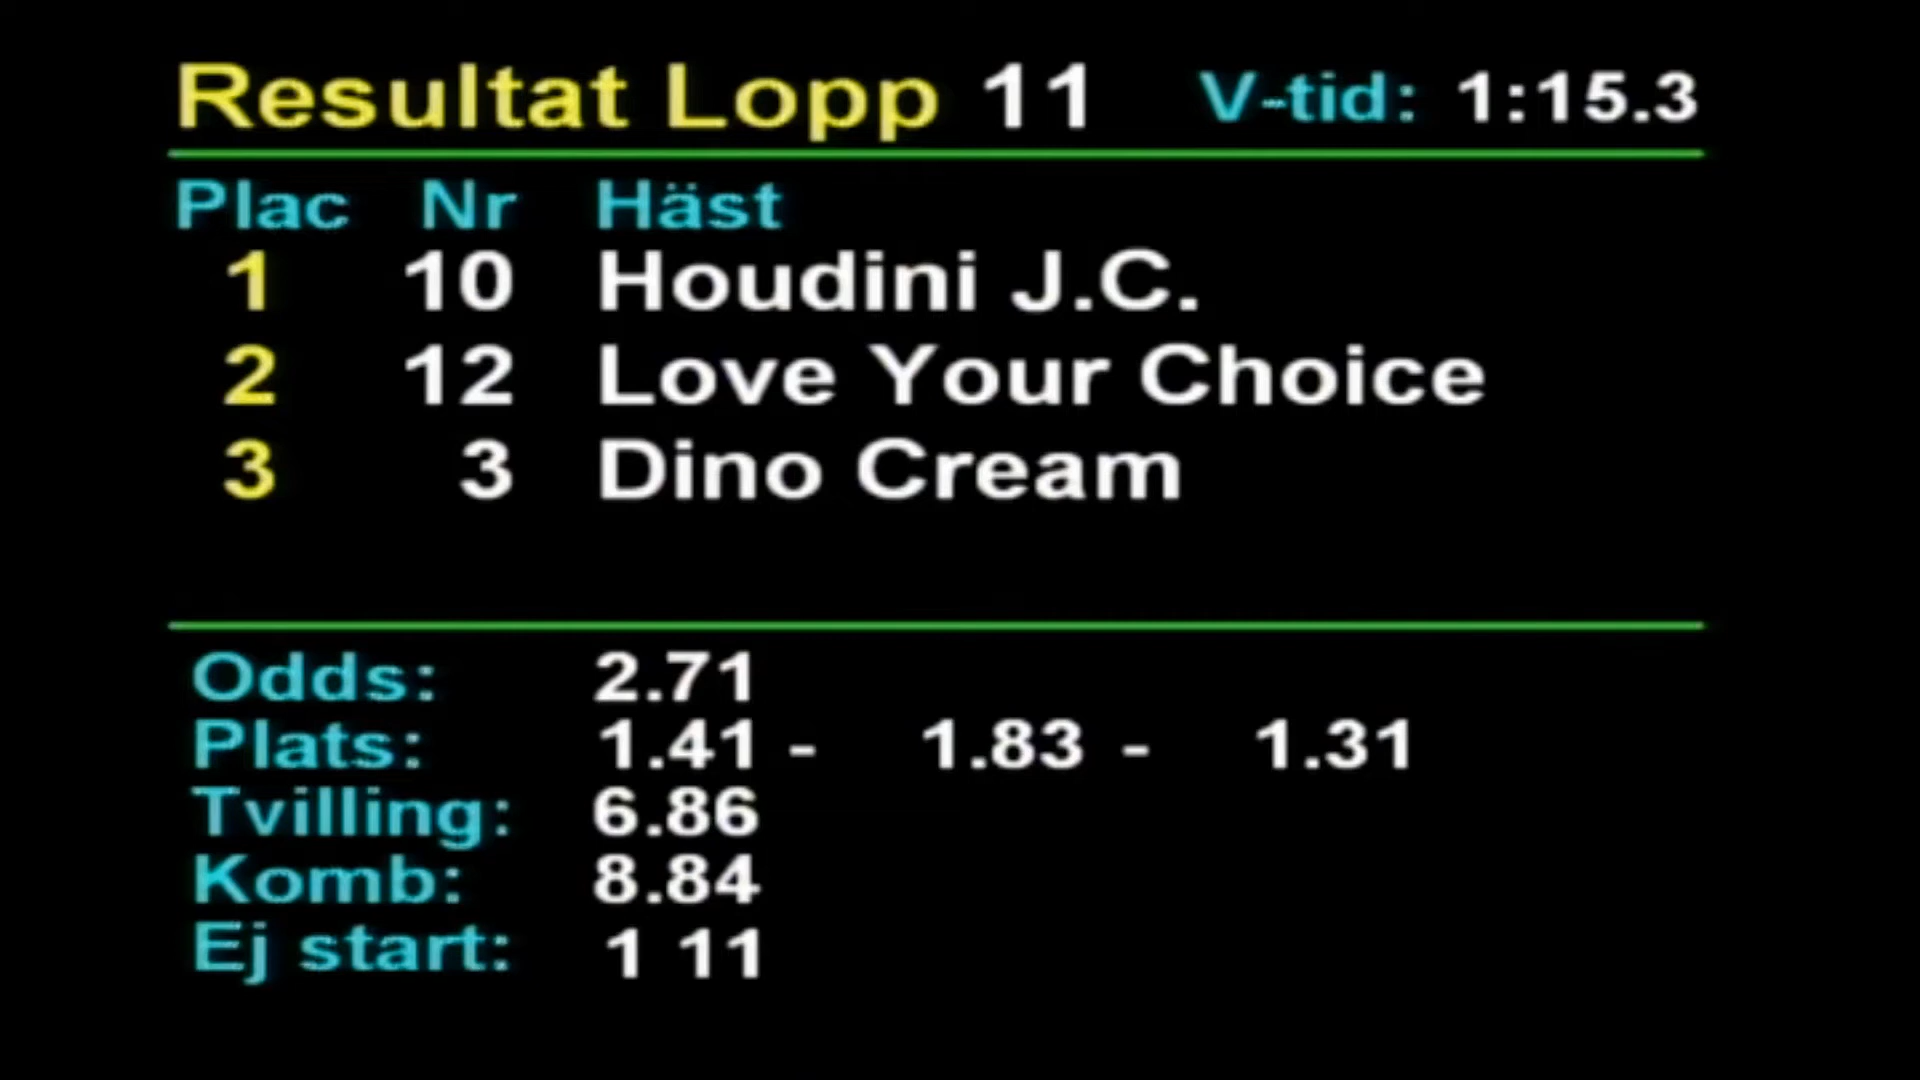 Resultat Lopp 11 V-tid: 1:15.3
Plac Nr Häst
1 10 Houdini J.C.
2 12 Love Your Choice
3 3 Dino Cream
Odds: 2.71
Plats: 1.41 - 1.83 - 1.31
Tvilling: 6.86
Komb: 8.84
Ej start: 1 11